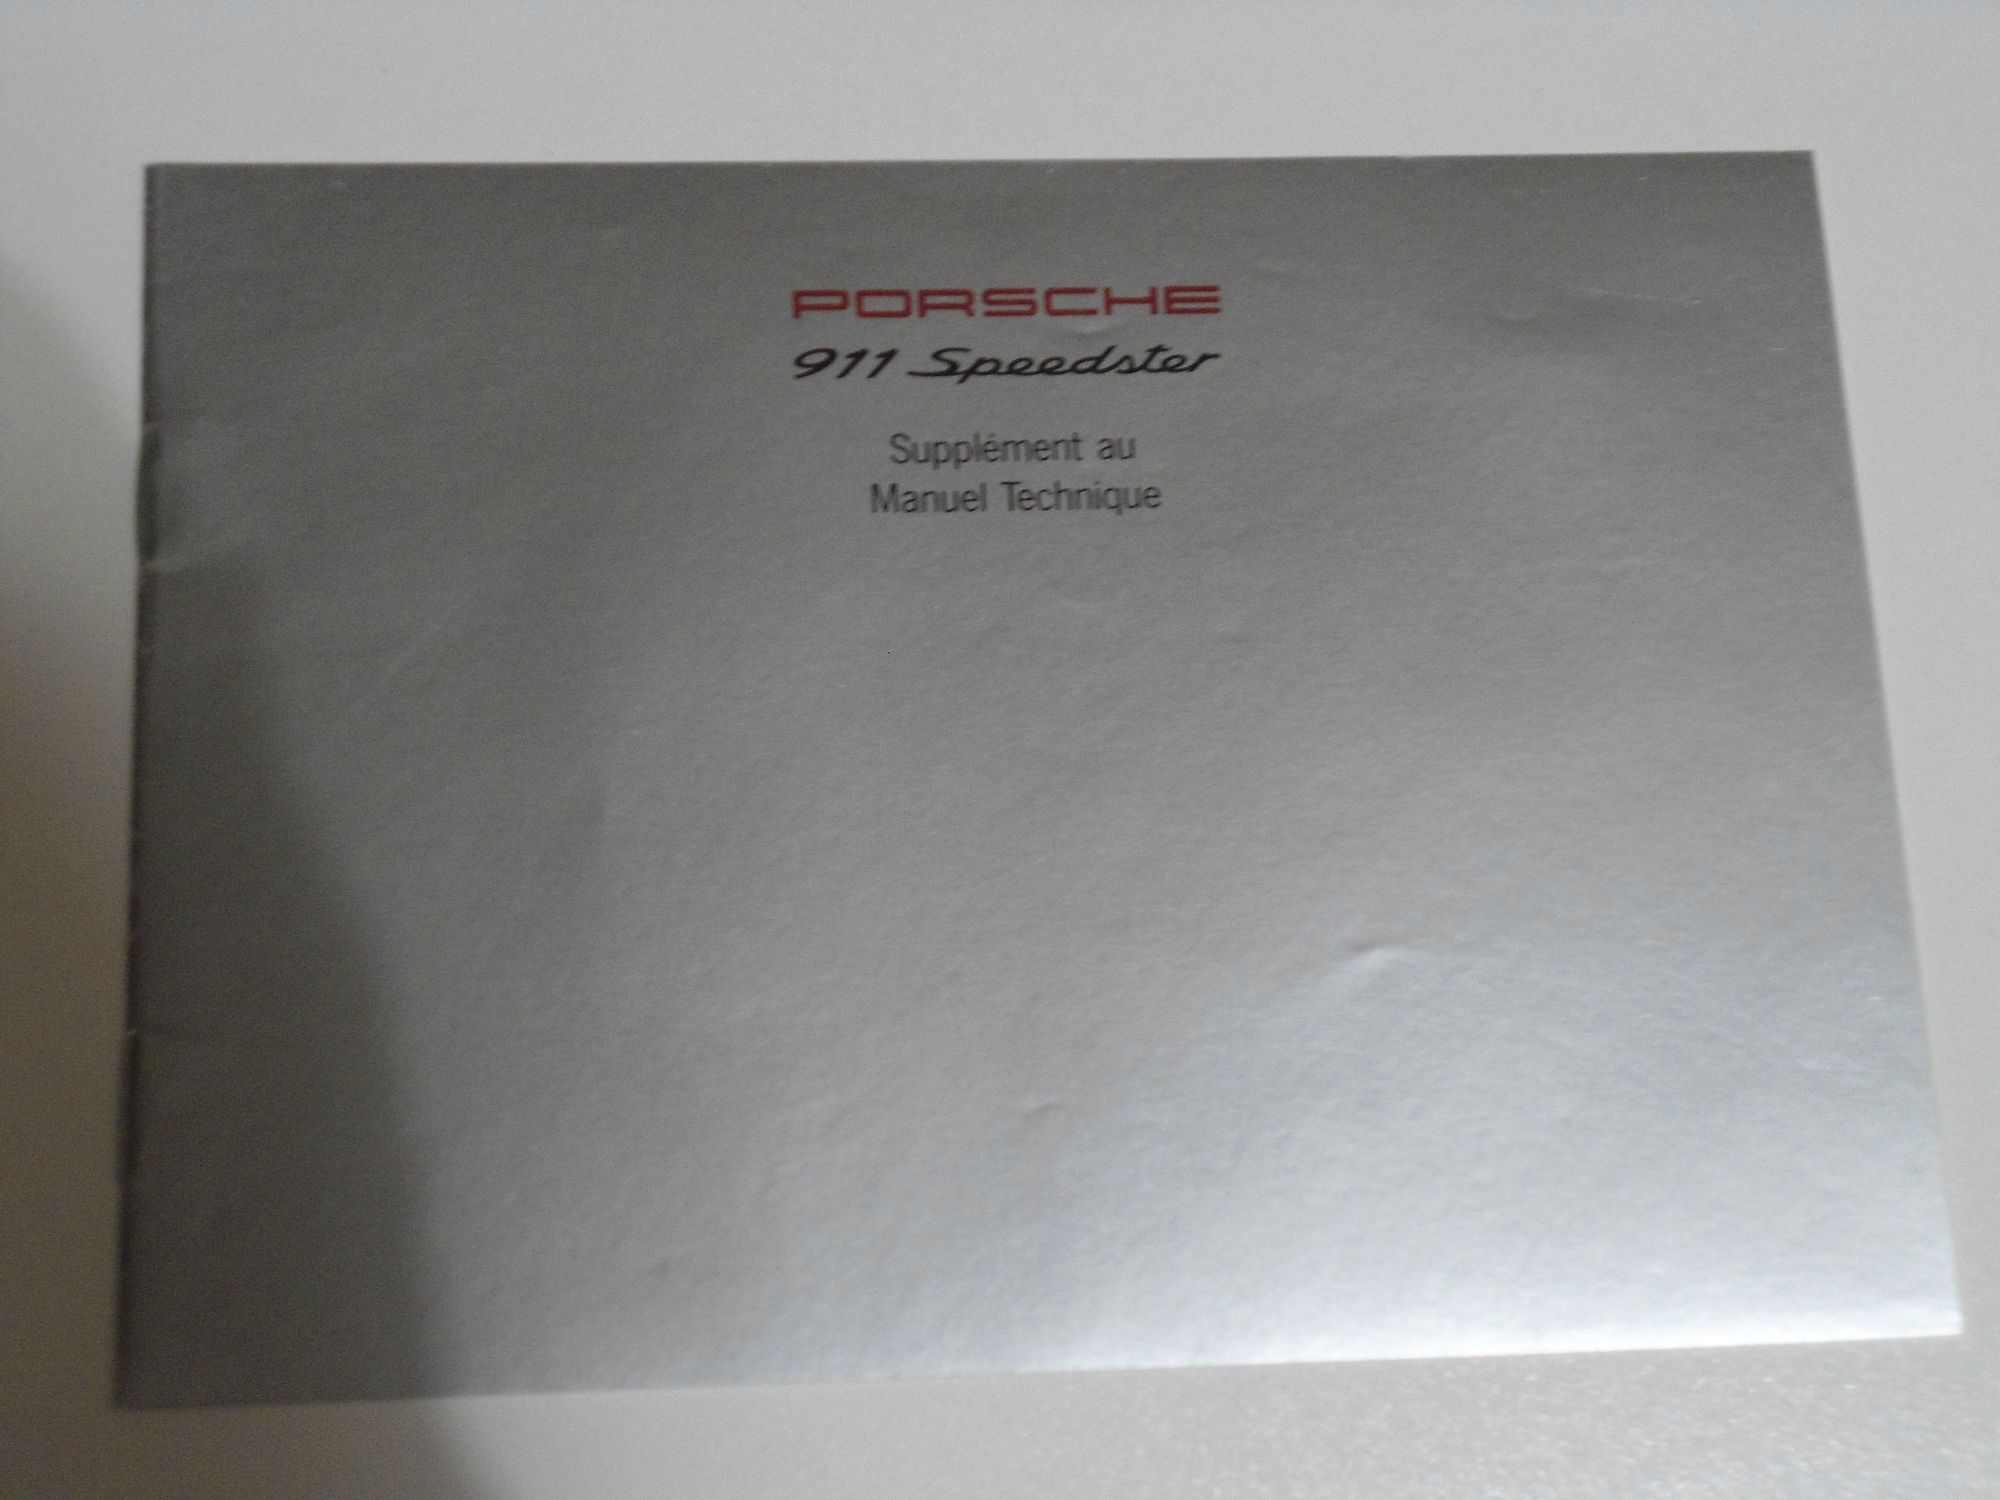 PORSCHE
911 Speedster
Supplément au
Manuel Technique